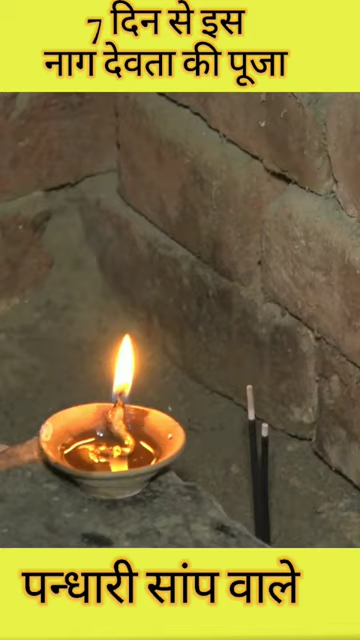 7 दिन से इस
नाग देवता की पूजा
पन्धारी सांप वाले